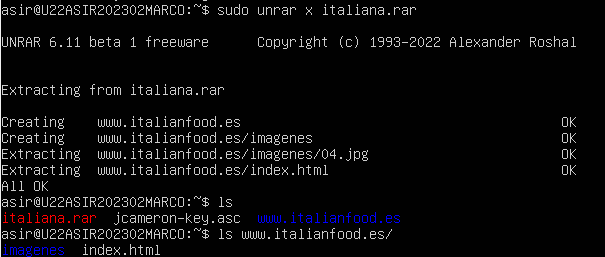 asir@U22ASIR202302MARCO:~$ sudo unrar x italiana.rar
UNRAR 6.11 beta 1 freeware      Copyright (c) 1993-2022 Alexander Roshal
Extracting from italiana.rar
Creating    www.italianfood.es                                        OK
Creating    www.italianfood.es/imagenes                               OK
Extracting  www.italianfood.es/imagenes/04.jpg                        OK
Extracting  www.italianfood.es/index.html                             OK
All OK
asir@U22ASIR202302MARCO:~$ ls
italiana.rar  jcameron-key.asc  www.italianfood.es
asir@U22ASIR202302MARCO:~$ ls www.italianfood.es/
imagenes  index.html